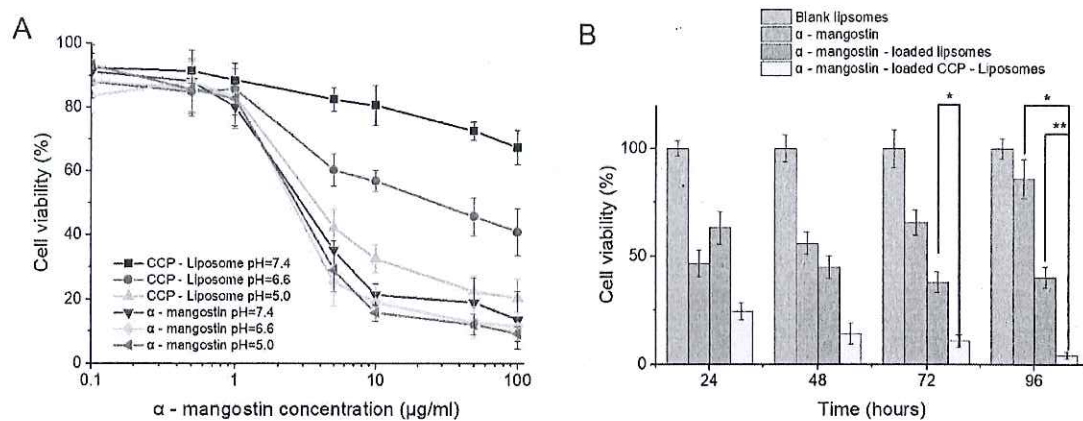 A
Cell viability (%)
100
80
60
40
20
0
CCP - Liposome pH=7.4
CCP - Liposome pH=6.6
CCP - Liposome pH=5.0
α - mangostin pH=7.4
α - mangostin pH=6.6
α - mangostin pH=5.0
0.1
1
10
100
α - mangostin concentration (μg/ml)
B
Blank lipsomes
α - mangostin
α - mangostin - loaded lipsomes
α - mangostin - loaded CCP - Liposomes
Cell viability (%)
100
50
0
*
*
**
24
48
72
96
Time (hours)